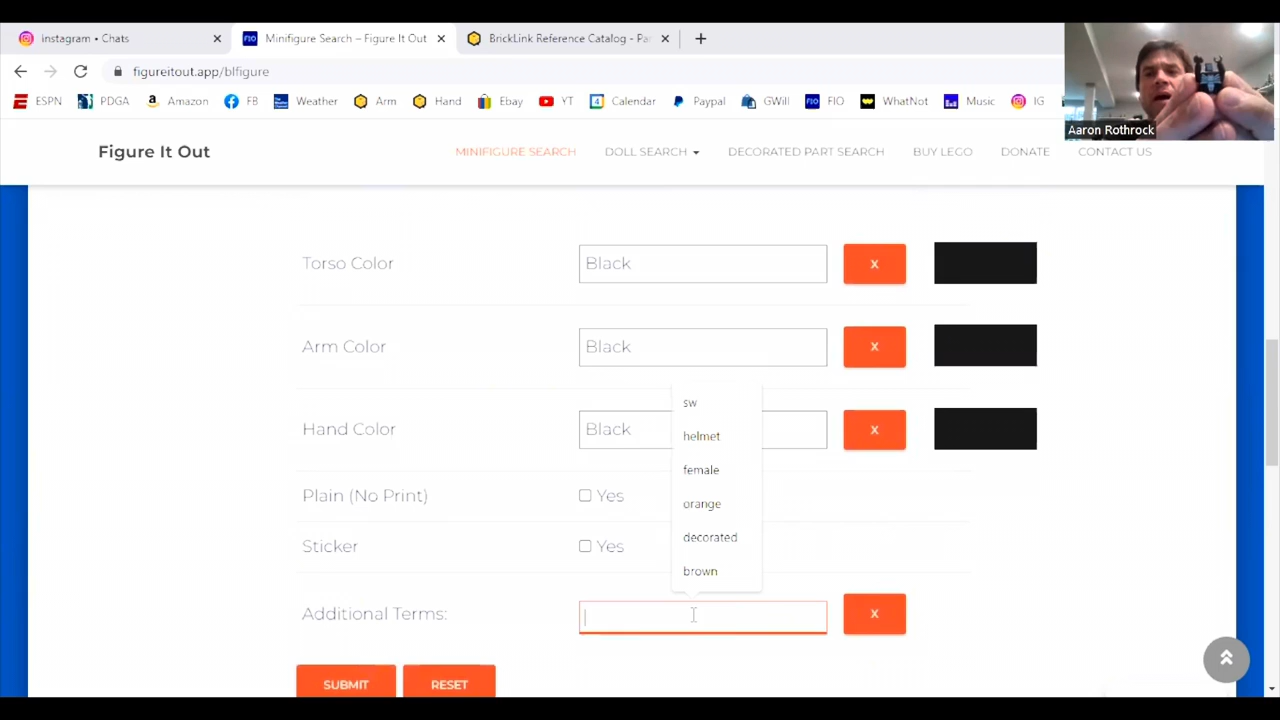 instagram • Chats
Minifigure Search – Figure It Out
BrickLink Reference Catalog - Pa
figureitout.app/blfigure
ESPN PDGA Amazon FB Weather Arm Hand Ebay YT Calendar Paypal GWill FIO WhatNot Music IG
Aaron Rothrock
Figure It Out MINIFIGURE SEARCH DOLL SEARCH DECORATED PART SEARCH BUY LEGO DONATE CONTACT US
Torso Color Black X
Arm Color Black X
sw
helmet
Hand Color Black X
female
Plain (No Print) Yes
orange
decorated
Sticker Yes
brown
Additional Terms: X
SUBMIT RESET